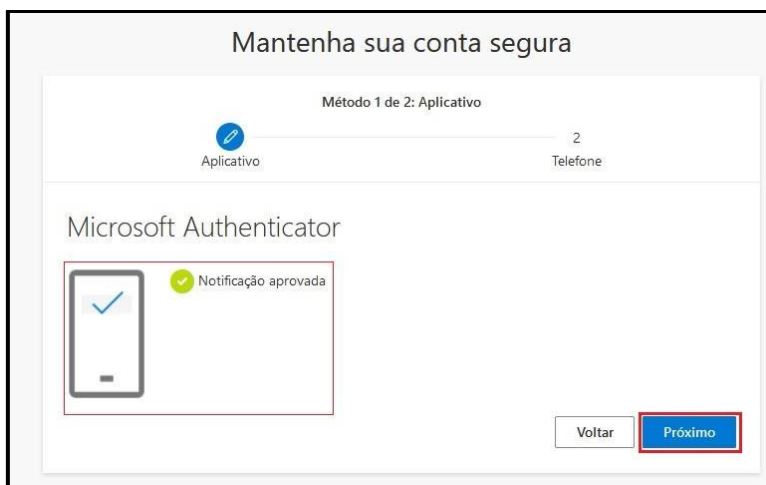 Mantenha sua conta segura
Método 1 de 2: Aplicativo
2
Aplicativo
Telefone
Microsoft Authenticator
Notificação aprovada
Voltar
Próximo